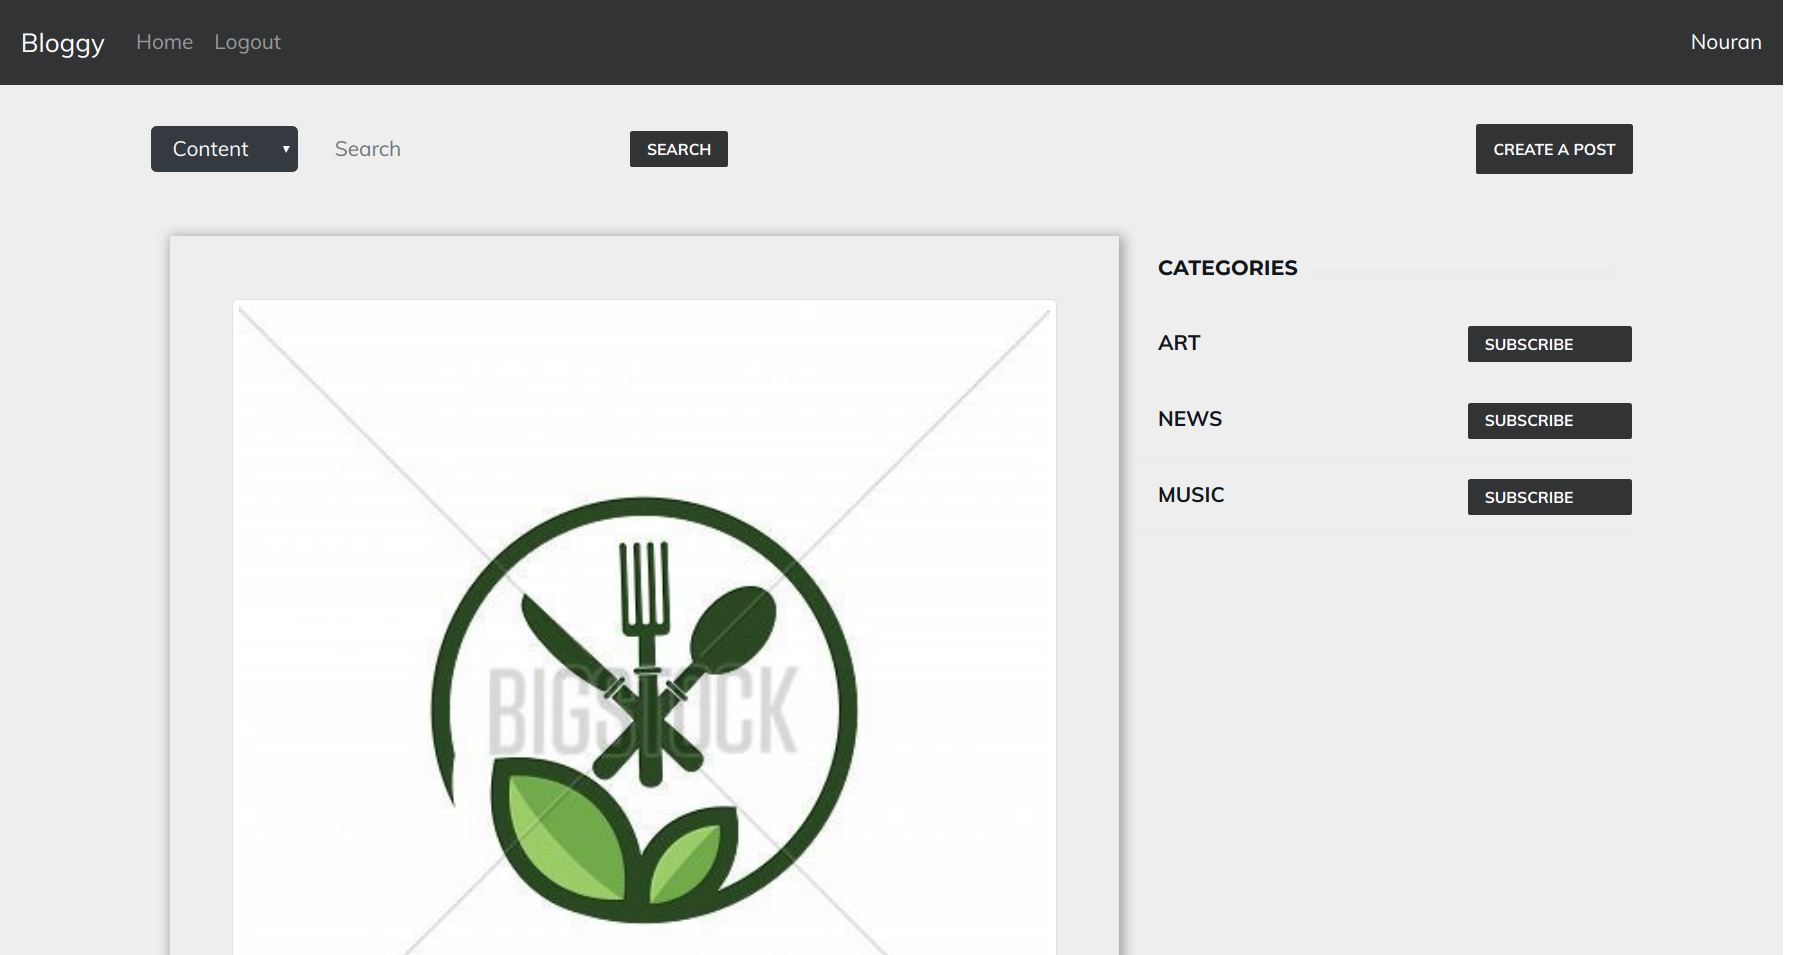 Bloggy Home Logout Nouran
Content Search SEARCH CREATE A POST
CATEGORIES
ART SUBSCRIBE
NEWS SUBSCRIBE
MUSIC SUBSCRIBE
BIGSTOCK